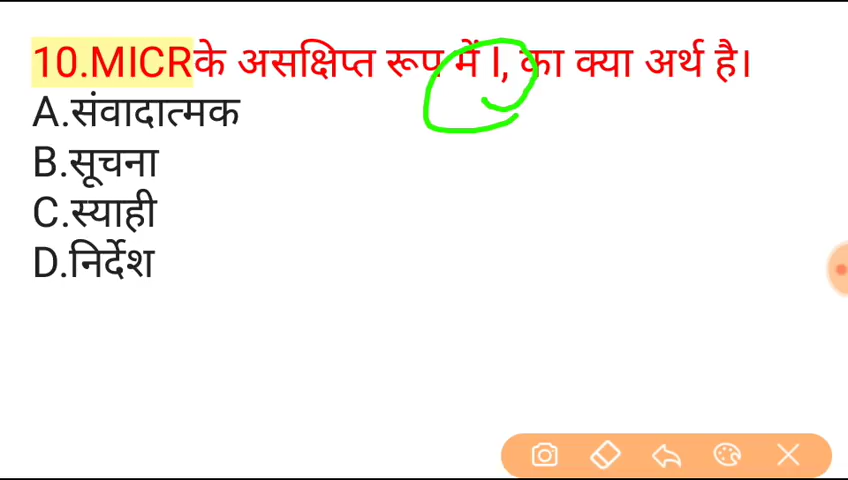 10.MICRके असक्षिप्त रूप में I, का क्या अर्थ है।
A.संवादात्मक
B.सूचना
C.स्याही
D.निर्देश